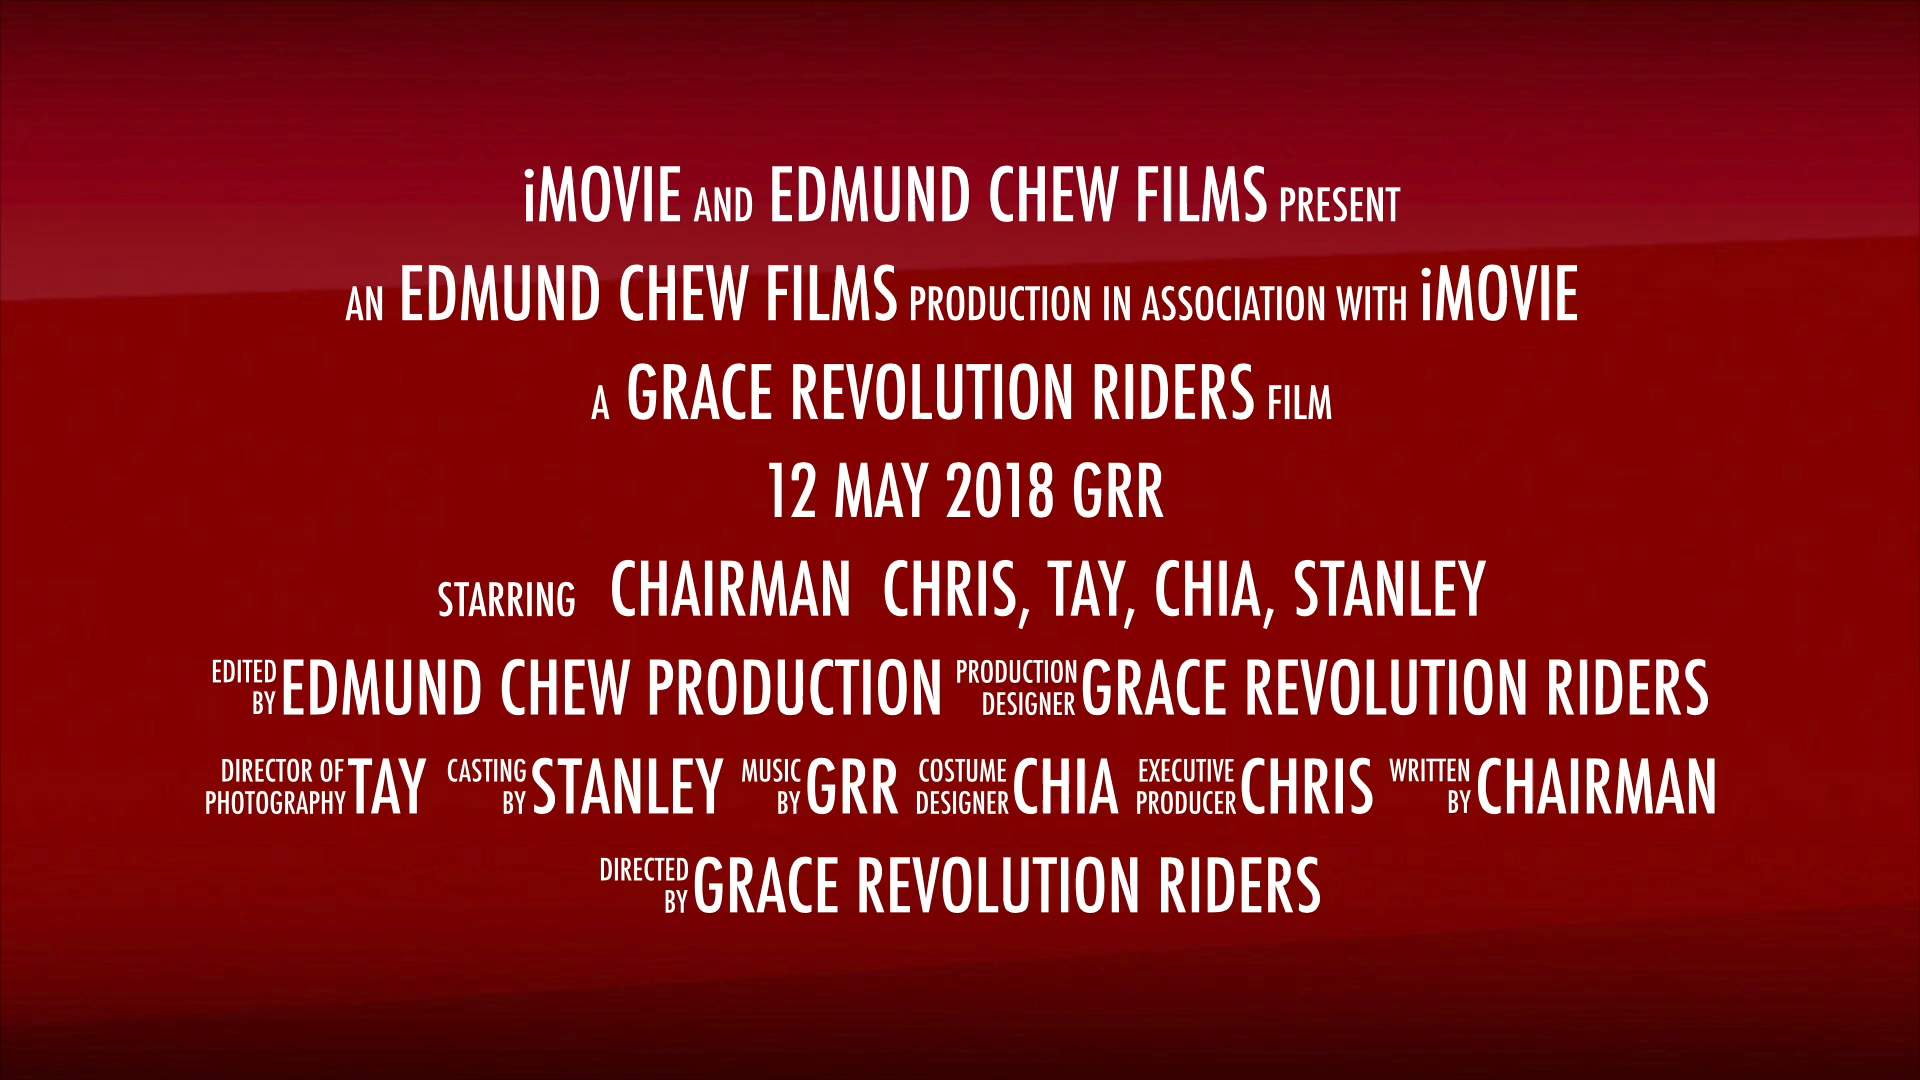 iMOVIE AND EDMUND CHEW FILMS PRESENT
AN EDMUND CHEW FILMS PRODUCTION IN ASSOCIATION WITH iMOVIE
A GRACE REVOLUTION RIDERS FILM
12 MAY 2018 GRR
STARRING CHAIRMAN CHRIS, TAY, CHIA, STANLEY
EDITED BY EDMUND CHEW PRODUCTION PRODUCTION DESIGNER GRACE REVOLUTION RIDERS
DIRECTOR OF PHOTOGRAPHY TAY CASTING BY STANLEY MUSIC BY GRR COSTUME DESIGNER CHIA EXECUTIVE PRODUCER CHRIS WRITTEN BY CHAIRMAN
DIRECTED BY GRACE REVOLUTION RIDERS